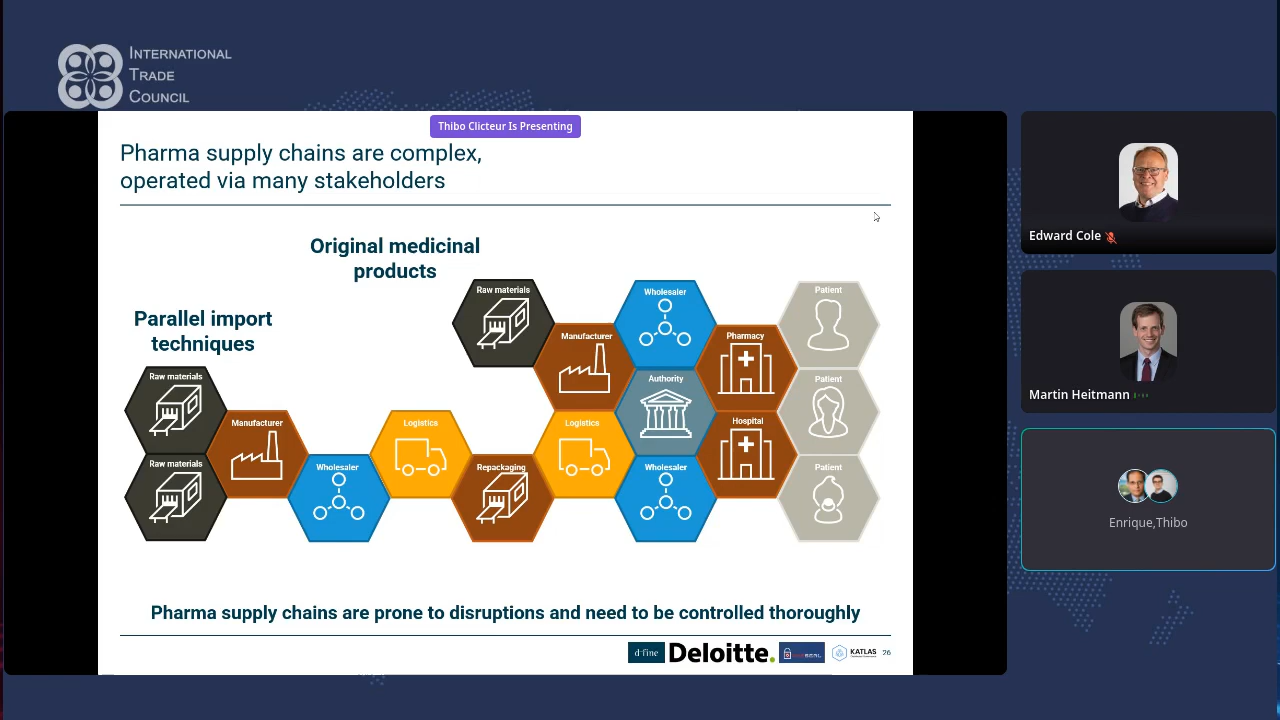 INTERNATIONAL
TRADE
COUNCIL
Thibo Clicteur Is Presenting
Pharma supply chains are complex,
operated via many stakeholders
Original medicinal
products
Parallel import
techniques
Raw materials
Wholesaler
Patient
Manufacturer
Pharmacy
Raw materials
Authority
Patient
Manufacturer
Logistics
Logistics
Hospital
Raw materials
Wholesaler
Repackaging
Wholesaler
Patient
Pharma supply chains are prone to disruptions and need to be controlled thoroughly
d-fine
Deloitte.
KATLAS
26
Edward Cole
Martin Heitmann
Enrique,Thibo